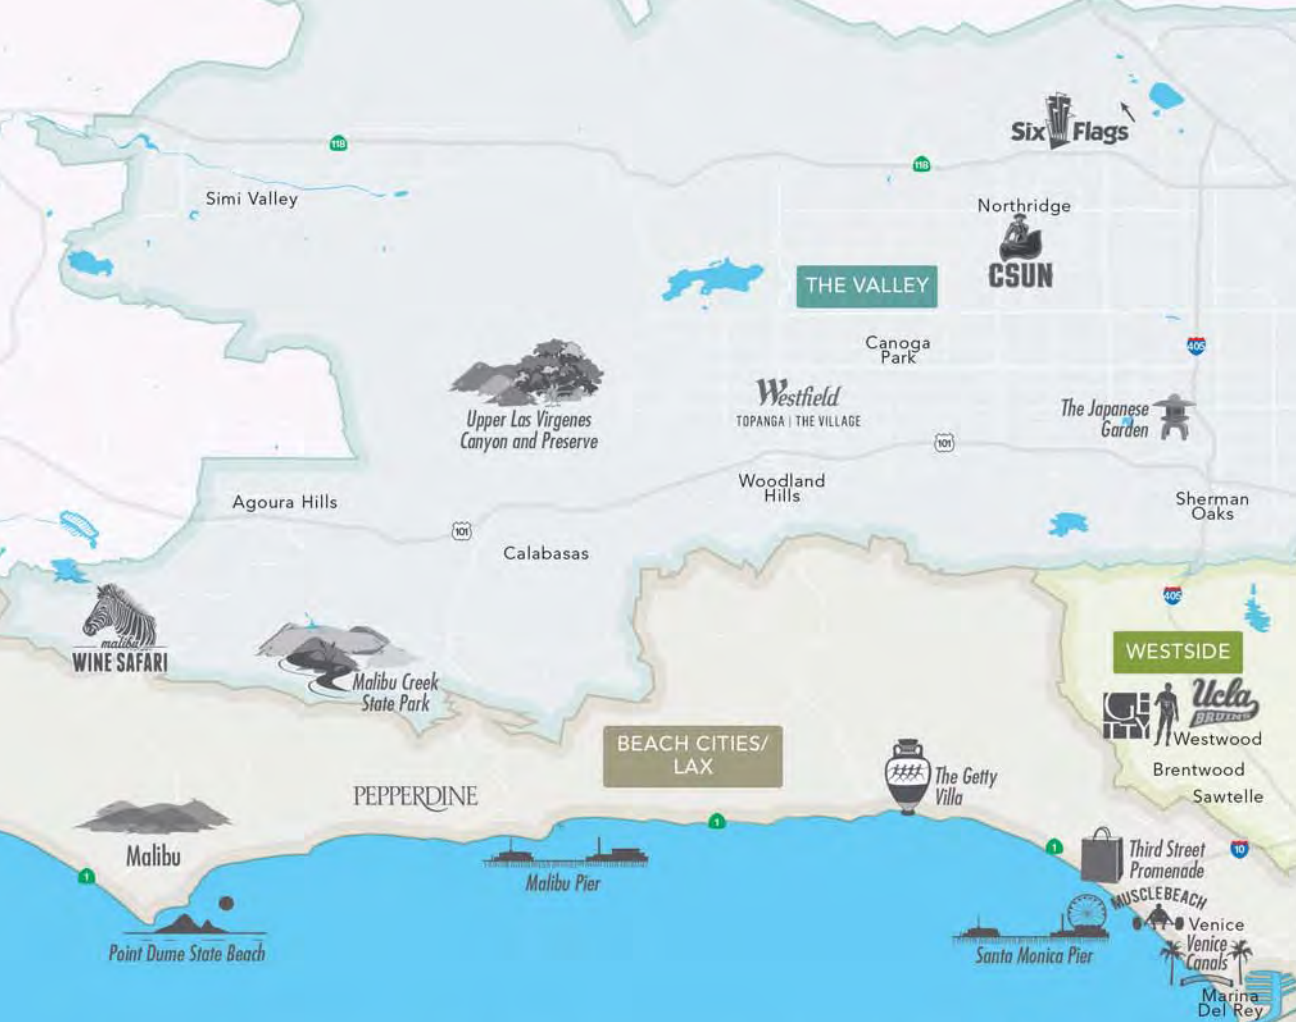 118
Simi Valley
118
Six Flags
Northridge
CSUN
THE VALLEY
Canoga
Park
405
Westfield
TOPANGA | THE VILLAGE
The Japanese
Garden
Upper Las Virgenes
Canyon and Preserve
101
Woodland
Hills
Agoura Hills
101
Calabasas
Sherman
Oaks
405
malibu
WINE SAFARI
Malibu Creek
State Park
WESTSIDE
GETTY
Ucla
BRUINS
Westwood
Brentwood
Sawtelle
BEACH CITIES/
LAX
PEPPERDINE
The Getty
Villa
1
1
10
Third Street
Promenade
Malibu
1
Malibu Pier
MUSCLE BEACH
Venice
Venice
Canals
Point Dume State Beach
Santa Monica Pier
Marina
Del Rey